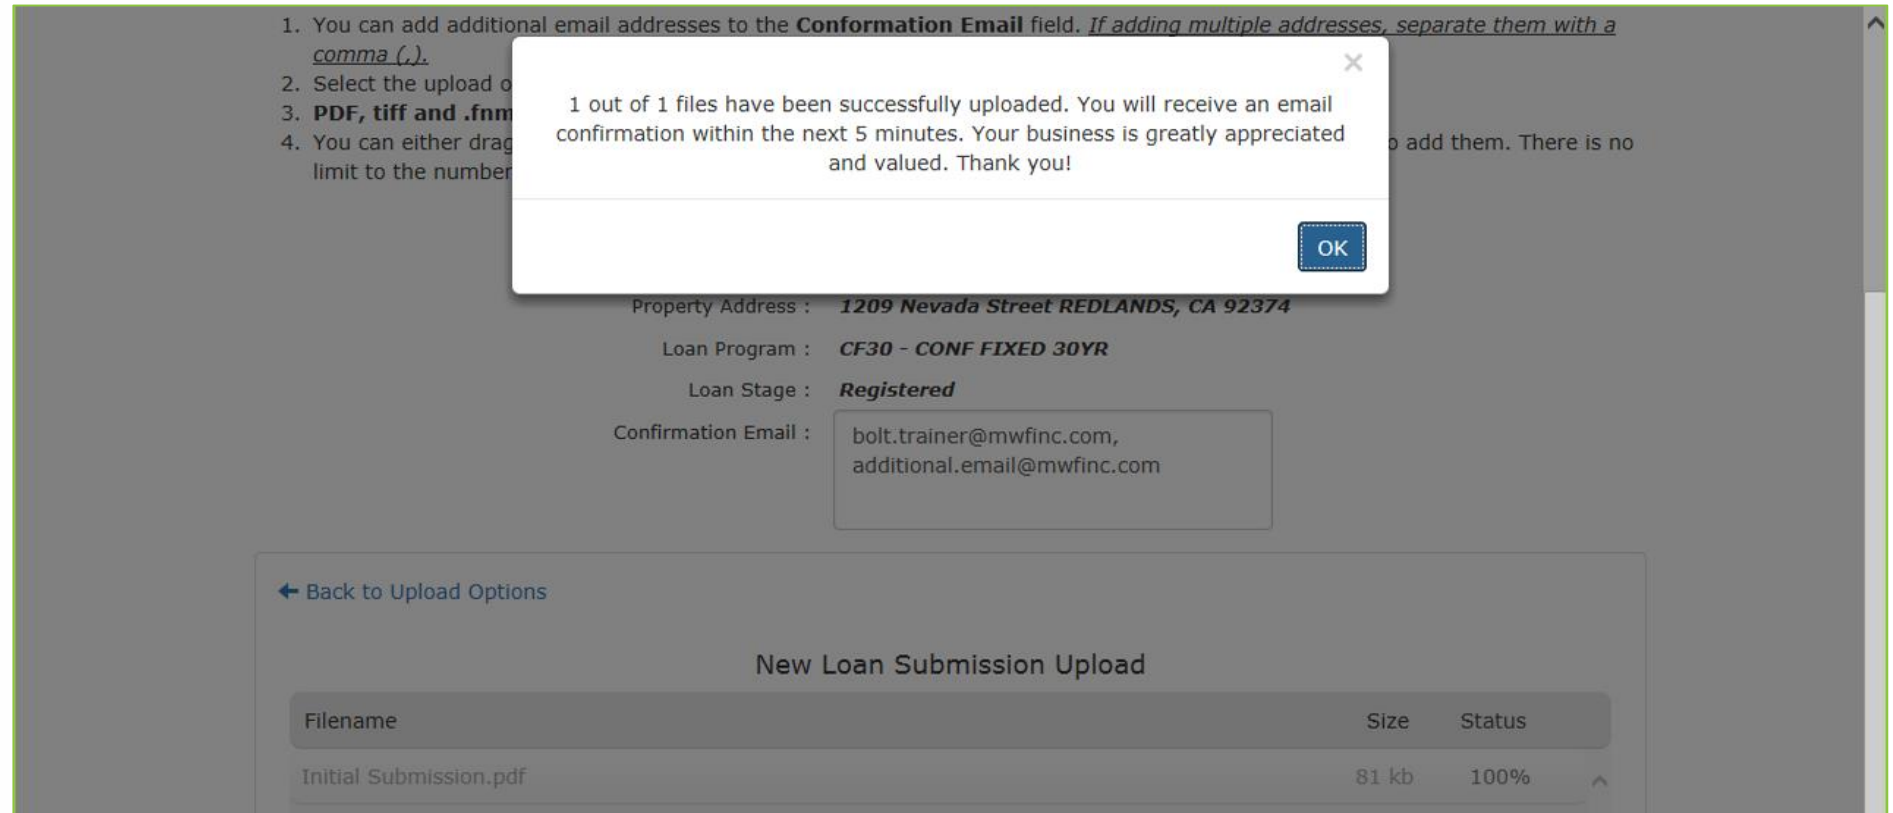 1. You can add additional email addresses to the Conformation Email field. If adding multiple addresses, separate them with a
comma (,).
2. Select the upload o
3. PDF, tiff and .fnm
4. You can either drag
o add them. There is no
limit to the number
×
1 out of 1 files have been successfully uploaded. You will receive an email
confirmation within the next 5 minutes. Your business is greatly appreciated
and valued. Thank you!
OK
Property Address : 1209 Nevada Street REDLANDS, CA 92374
Loan Program : CF30 - CONF FIXED 30YR
Loan Stage : Registered
Confirmation Email : bolt.trainer@mwfinc.com,
additional.email@mwfinc.com
Back to Upload Options
New Loan Submission Upload
Filename Size Status
Initial Submission.pdf 81 kb 100%